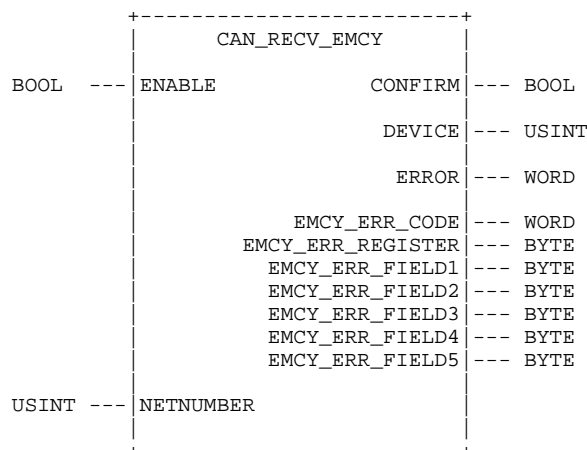 CAN_RECV_EMCY
BOOL ---|ENABLE CONFIRM|--- BOOL
DEVICE|--- USINT
ERROR|--- WORD
EMCY_ERR_CODE|--- WORD
EMCY_ERR_REGISTER|--- BYTE
EMCY_ERR_FIELD1|--- BYTE
EMCY_ERR_FIELD2|--- BYTE
EMCY_ERR_FIELD3|--- BYTE
EMCY_ERR_FIELD4|--- BYTE
EMCY_ERR_FIELD5|--- BYTE
USINT ---|NETNUMBER